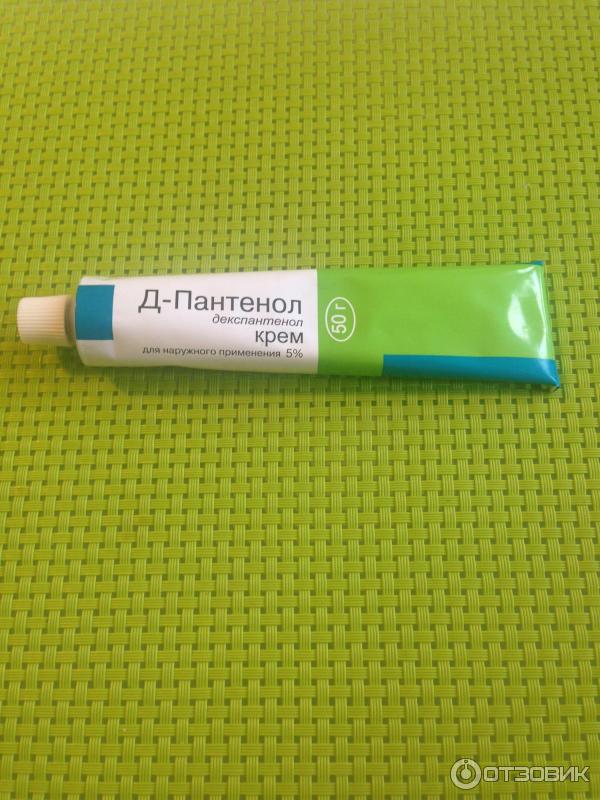 Д-Пантенол
декспантенол
крем
для наружного применения 5%
50 г
ОТЗОВИК